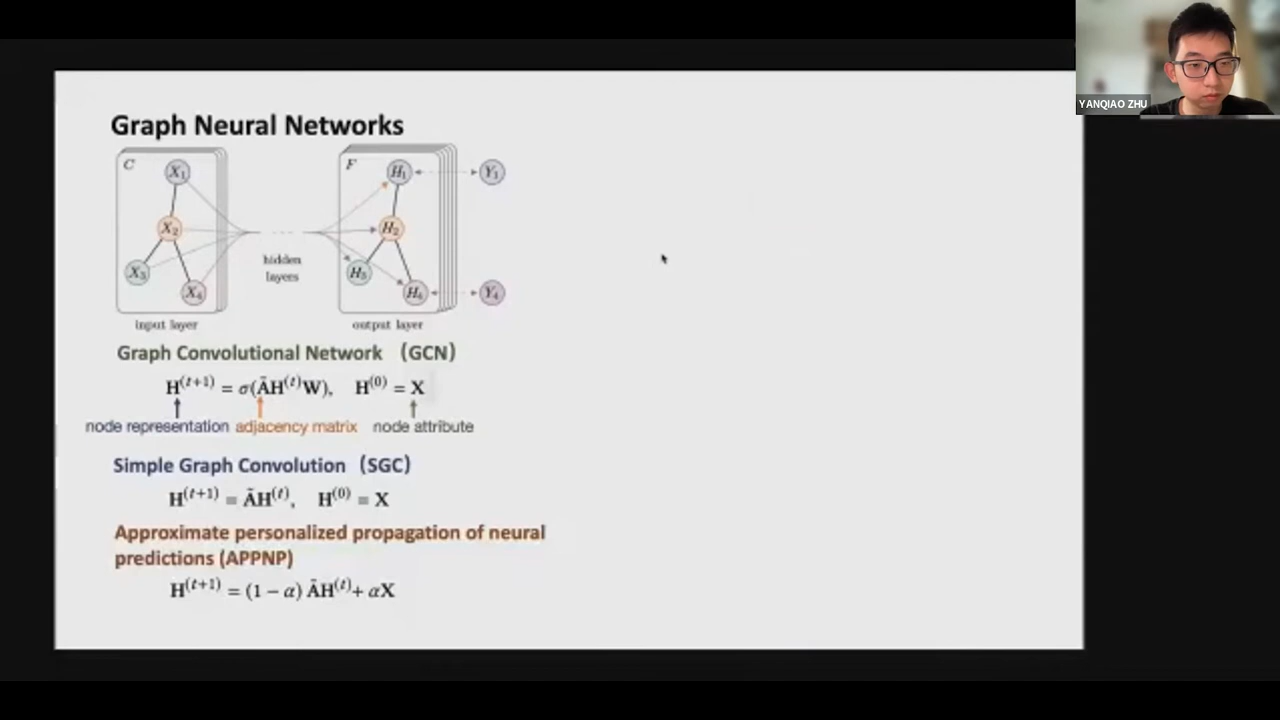 YANQIAO ZHU
Graph Neural Networks
C X₁ X₂ X₃ X₄
hidden
layers
F H₁ H₂ H₃ H₄
Y₁
Y₄
input layer output layer
Graph Convolutional Network (GCN)
H⁽ᵗ⁺¹⁾ = σ(ÃH⁽ᵗ⁾W), H⁽⁰⁾ = X
node representation adjacency matrix node attribute
Simple Graph Convolution (SGC)
H⁽ᵗ⁺¹⁾ = ÃH⁽ᵗ⁾, H⁽⁰⁾ = X
Approximate personalized propagation of neural
predictions (APPNP)
H⁽ᵗ⁺¹⁾ = (1 − α) ÃH⁽ᵗ⁾ + αX